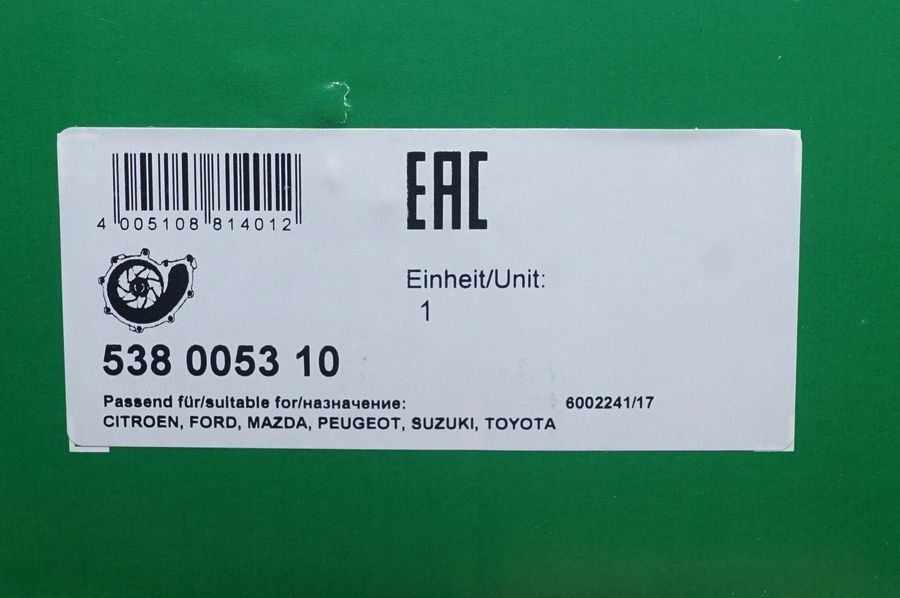 EAC
4 005108 814012
Einheit/Unit:
1
538 0053 10
Passend für/suitable for/назначение:
6002241/17
CITROEN, FORD, MAZDA, PEUGEOT, SUZUKI, TOYOTA